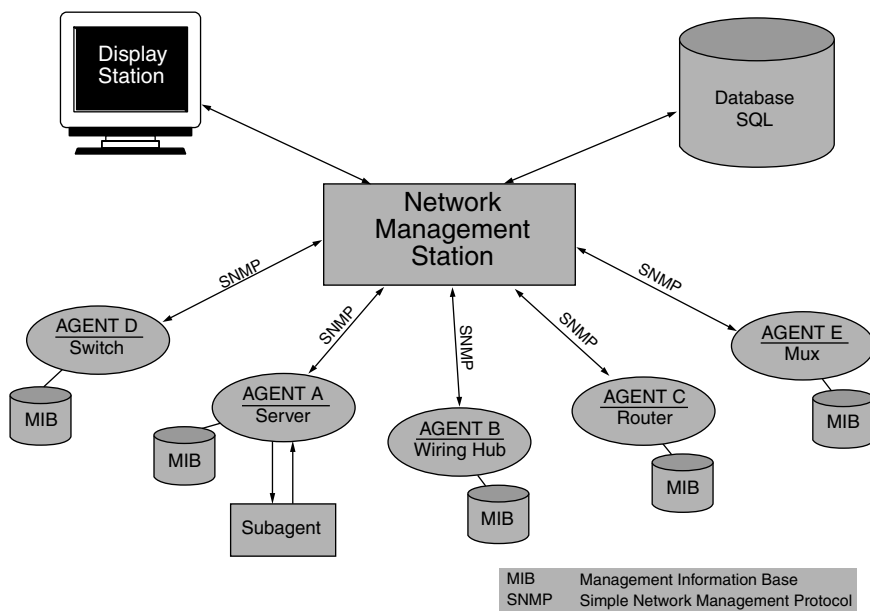 Display
Station
Database
SQL
Network
Management
Station
SNMP
SNMP
SNMP
SNMP
SNMP
AGENT D
Switch
MIB
AGENT A
Server
MIB
Subagent
AGENT B
Wiring Hub
MIB
AGENT C
Router
MIB
AGENT E
Mux
MIB
MIB Management Information Base
SNMP Simple Network Management Protocol